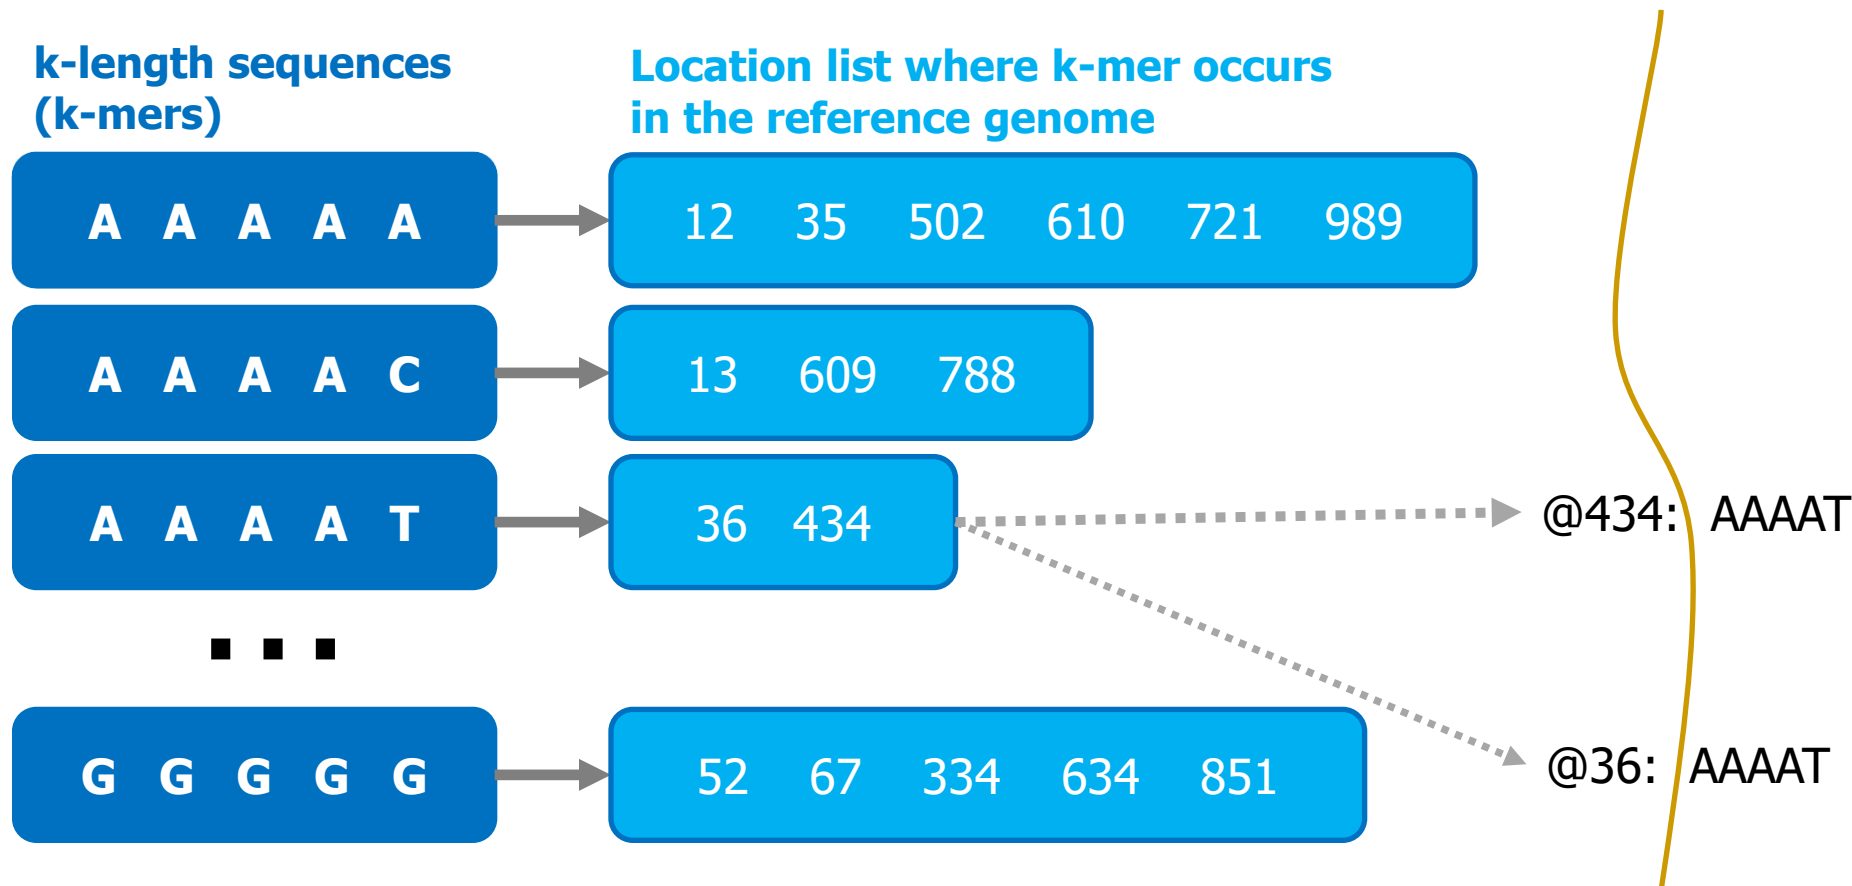 k-length sequences
(k-mers)
Location list where k-mer occurs
in the reference genome
A A A A A
12 35 502 610 721 989
A A A A C
13 609 788
A A A A T
36 434
@434: AAAAT
...
G G G G G
52 67 334 634 851
@36: AAAAT